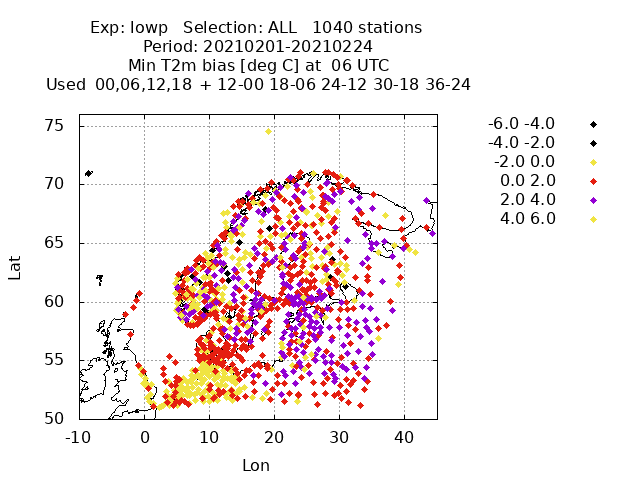 Exp: lowp   Selection: ALL   1040 stations
Period: 20210201-20210224
Min T2m bias [deg C] at  06 UTC
Used  00,06,12,18  + 12-00 18-06 24-12 30-18 36-24
-6.0 -4.0
-4.0 -2.0
-2.0 0.0
0.0 2.0
2.0 4.0
4.0 6.0
75
70
65
60
55
50
Lat
-10 0 10 20 30 40
Lon